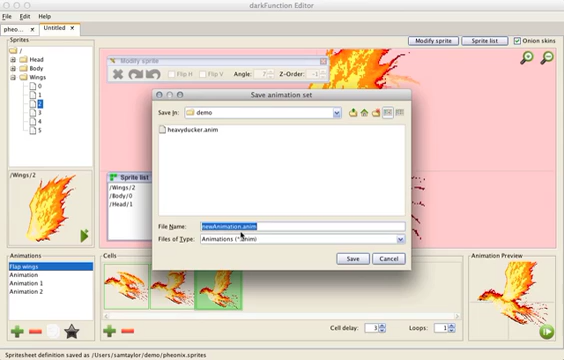 darkFunction Editor
File Edit Help
pheo... × Untitled ×
Sprites
Modify sprite
Sprite list
Onion skins
/
Head
Body
Wings
0
1
2
3
4
5
Modify sprite
Flip H
Flip V
Angle:
Z-Order:
Save animation set
Save In:
demo
heavyducker.anim
File Name:
newAnimation.anim
Files of Type:
Animations (*.anim)
Save
Cancel
Sprite list
/Wings/2
/Body/0
/Head/1
/Wings/2
Animations
Flap wings
Animation
Animation 1
Animation 2
Cells
Cell delay: 3
Loops: 1
Animation Preview
Spritesheet definition saved as /Users/samtaylor/demo/pheonix.sprites